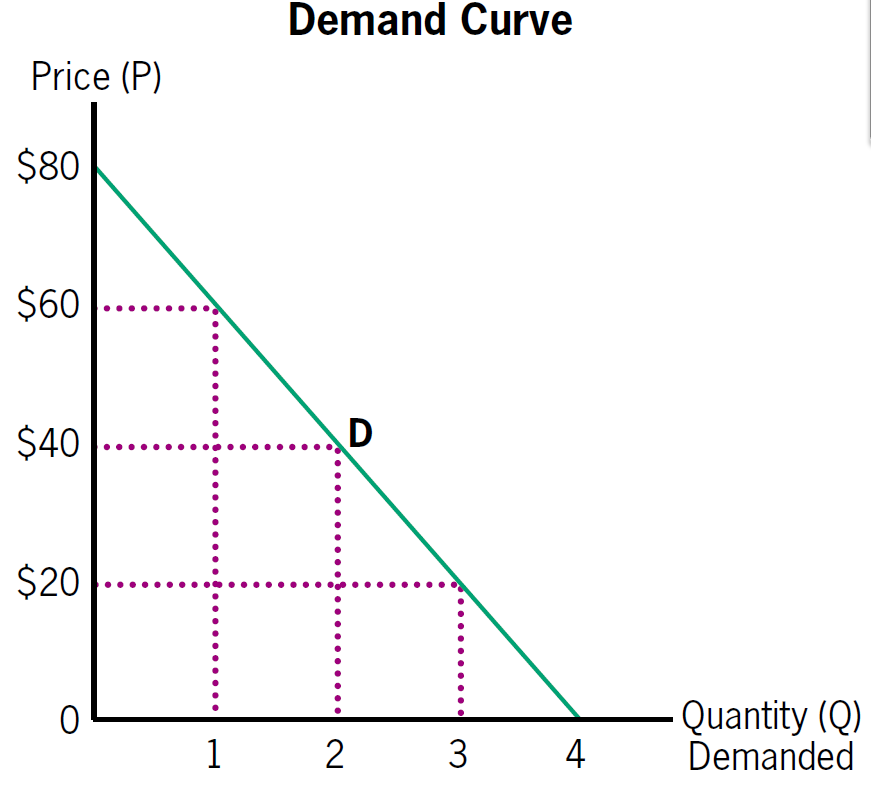 Demand Curve
Price (P)
$80
$60
$40
D
$20
0
1 2 3 4
Quantity (Q)
Demanded